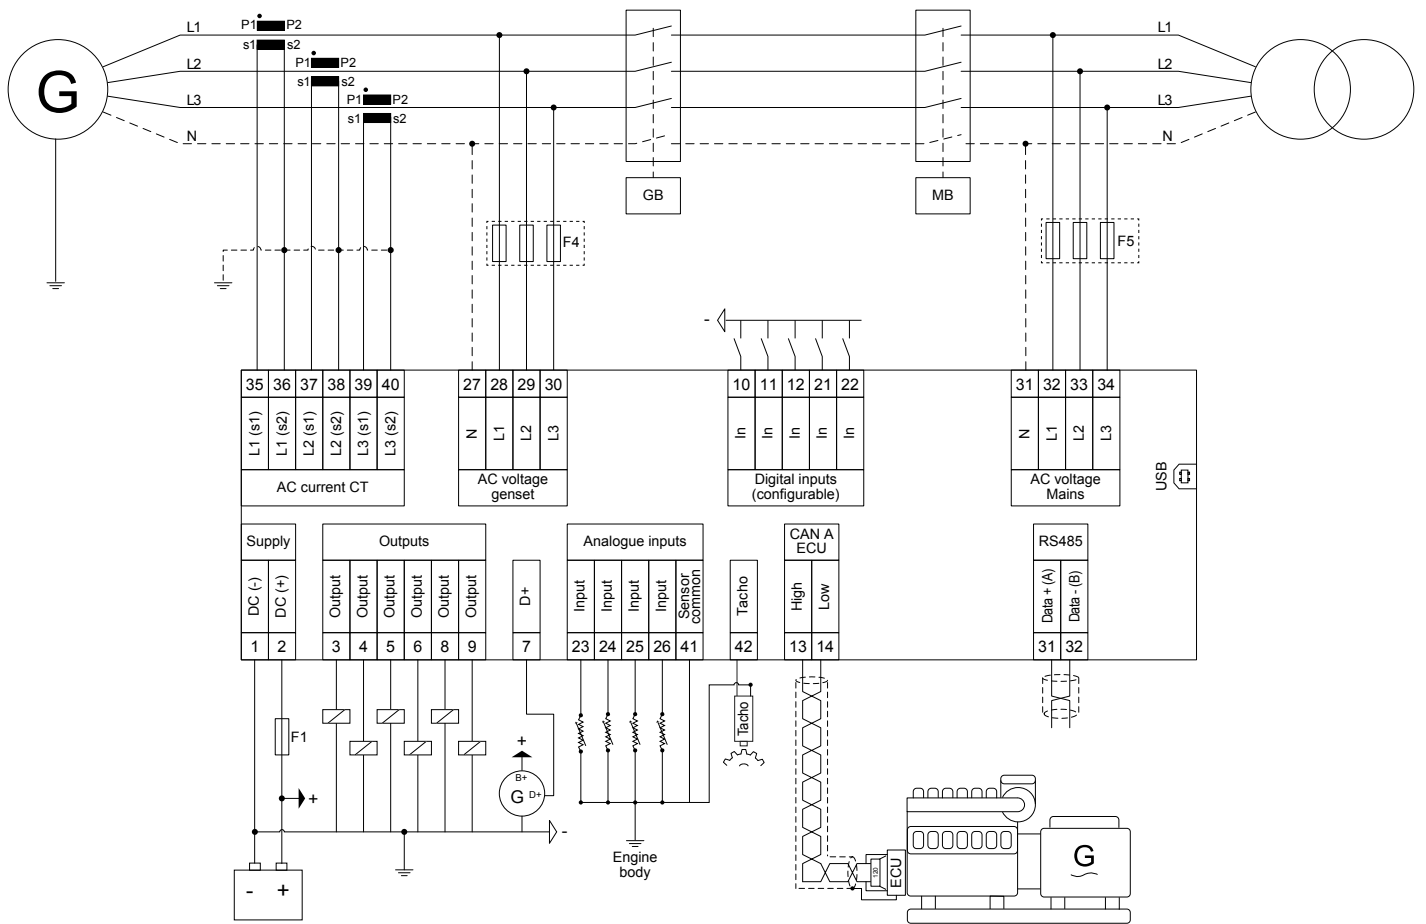 P1 P2
L1
L1
s1 s2
P1 P2
L2
L2
s1 s2
G
P1 P2
L3
L3
s1 s2
N
N
GB
MB
F4
F5
-
35 36 37 38 39 40
27 28 29 30
10 11 12 21 22
31 32 33 34
L1 (s1)
L1 (s2)
L2 (s1)
L2 (s2)
L3 (s1)
L3 (s2)
N
L1
L2
L3
In
In
In
In
In
N
L1
L2
L3
AC current CT
AC voltage
genset
Digital inputs
(configurable)
AC voltage
Mains
USB
Supply
Outputs
Analogue inputs
CAN A
ECU
RS485
DC (-)
DC (+)
Output
Output
Output
Output
Output
Output
D+
Input
Input
Input
Input
Sensor
common
Tacho
High
Low
Data + (A)
Data - (B)
1 2
3 4 5 6 8 9
7
23 24 25 26 41
42
13 14
31 32
F1
+
+
B+
G D+
-
Tacho
Engine
body
- +
120
ECU
G